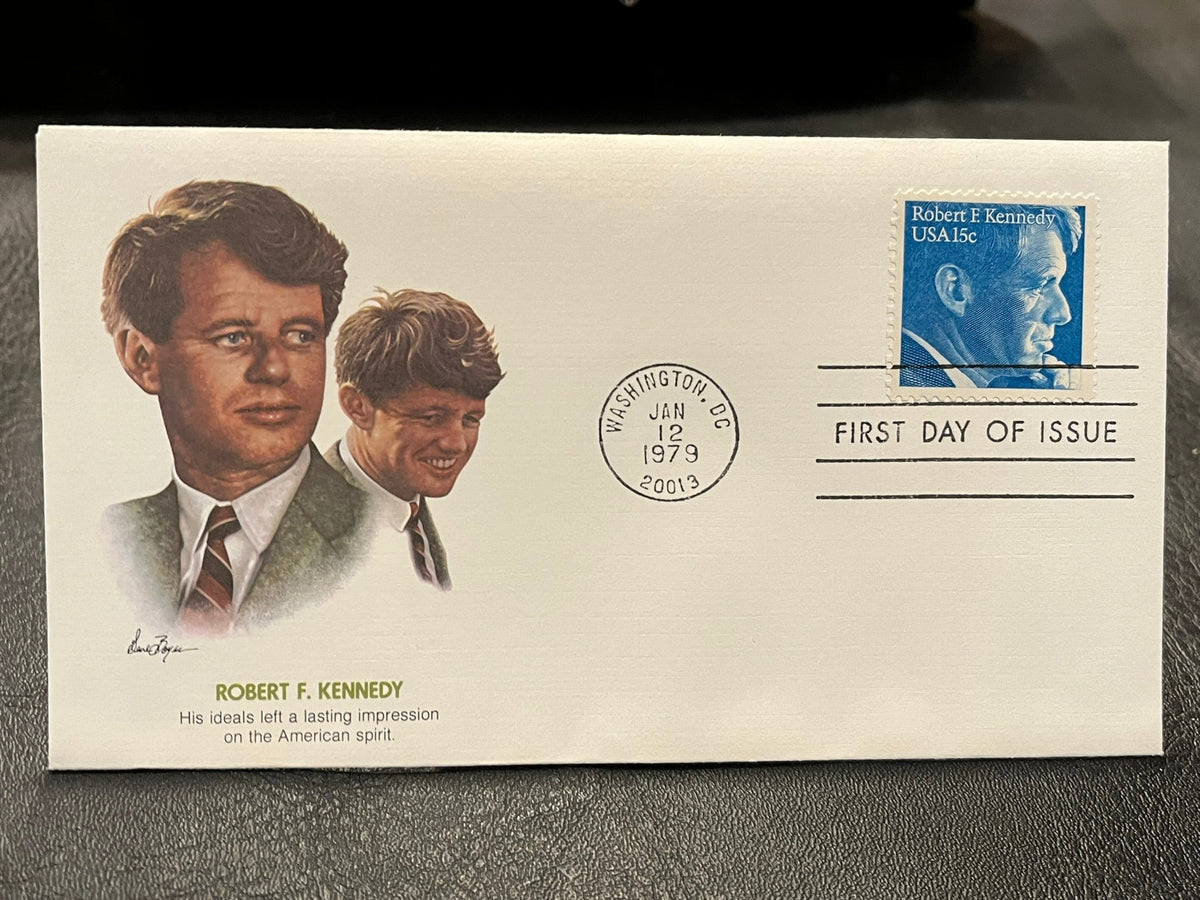 Robert F. Kennedy
USA 15c
WASHINGTON, DC
JAN
12
1979
20013
FIRST DAY OF ISSUE
ROBERT F. KENNEDY
His ideals left a lasting impression
on the American spirit.